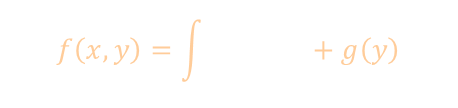 f(x, y) = ∫ + g(y)